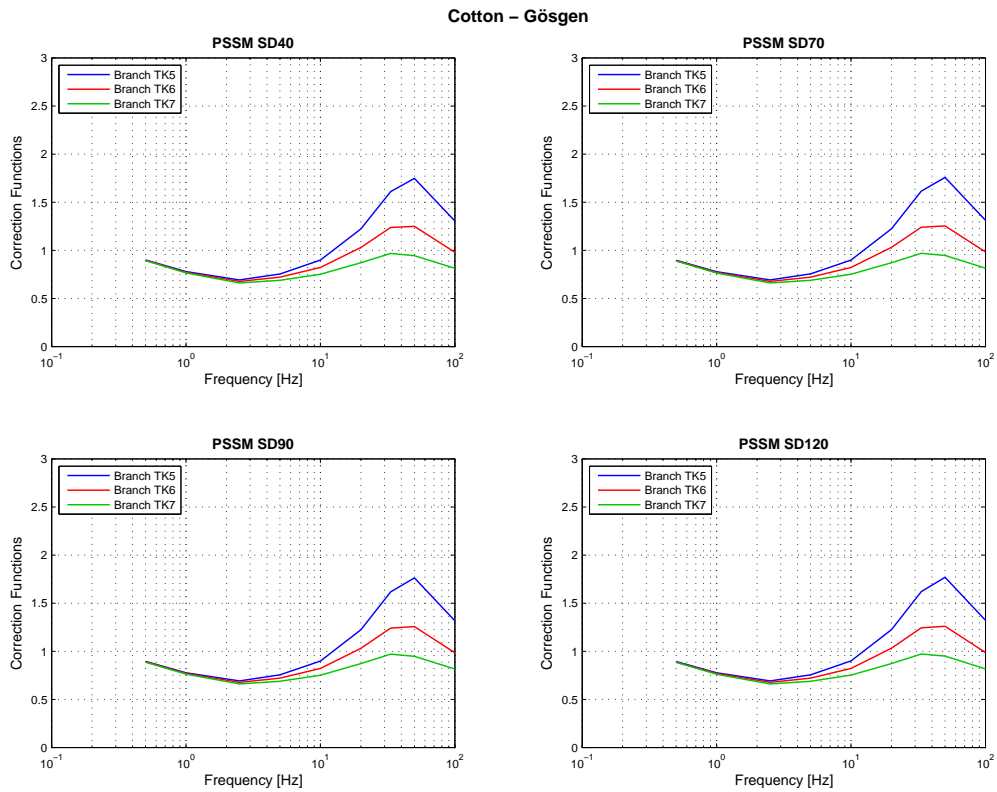 Cotton – Gösgen
PSSM SD40
Correction Functions
3
2.5
2
1.5
1
0.5
0
Branch TK5
Branch TK6
Branch TK7
10⁻¹ 10⁰ 10¹ 10²
Frequency [Hz]
PSSM SD70
Correction Functions
3
2.5
2
1.5
1
0.5
0
Branch TK5
Branch TK6
Branch TK7
10⁻¹ 10⁰ 10¹ 10²
Frequency [Hz]
PSSM SD90
Correction Functions
3
2.5
2
1.5
1
0.5
0
Branch TK5
Branch TK6
Branch TK7
10⁻¹ 10⁰ 10¹ 10²
Frequency [Hz]
PSSM SD120
Correction Functions
3
2.5
2
1.5
1
0.5
0
Branch TK5
Branch TK6
Branch TK7
10⁻¹ 10⁰ 10¹ 10²
Frequency [Hz]